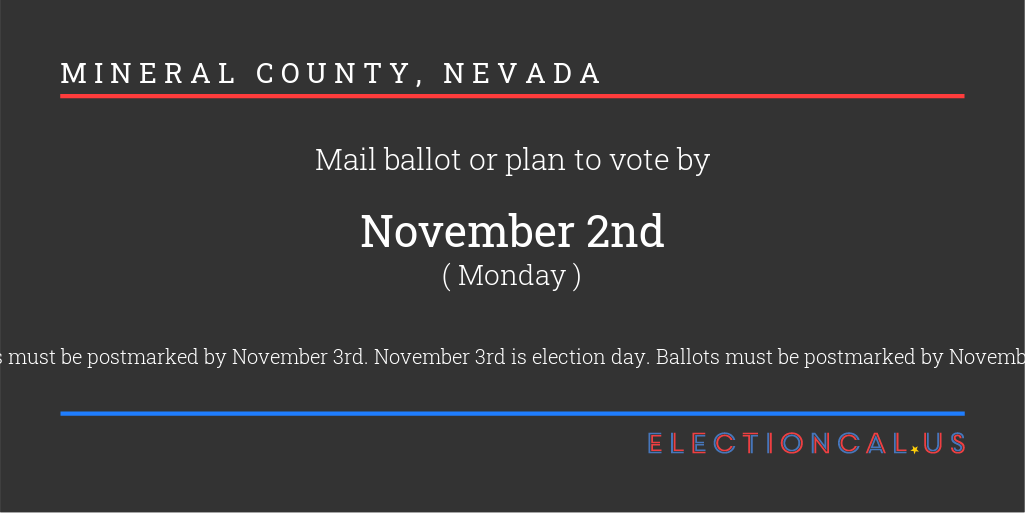 MINERAL COUNTY, NEVADA
Mail ballot or plan to vote by
November 2nd
( Monday )
must be postmarked by November 3rd. November 3rd is election day. Ballots must be postmarked by
ELECTIONCAL.US